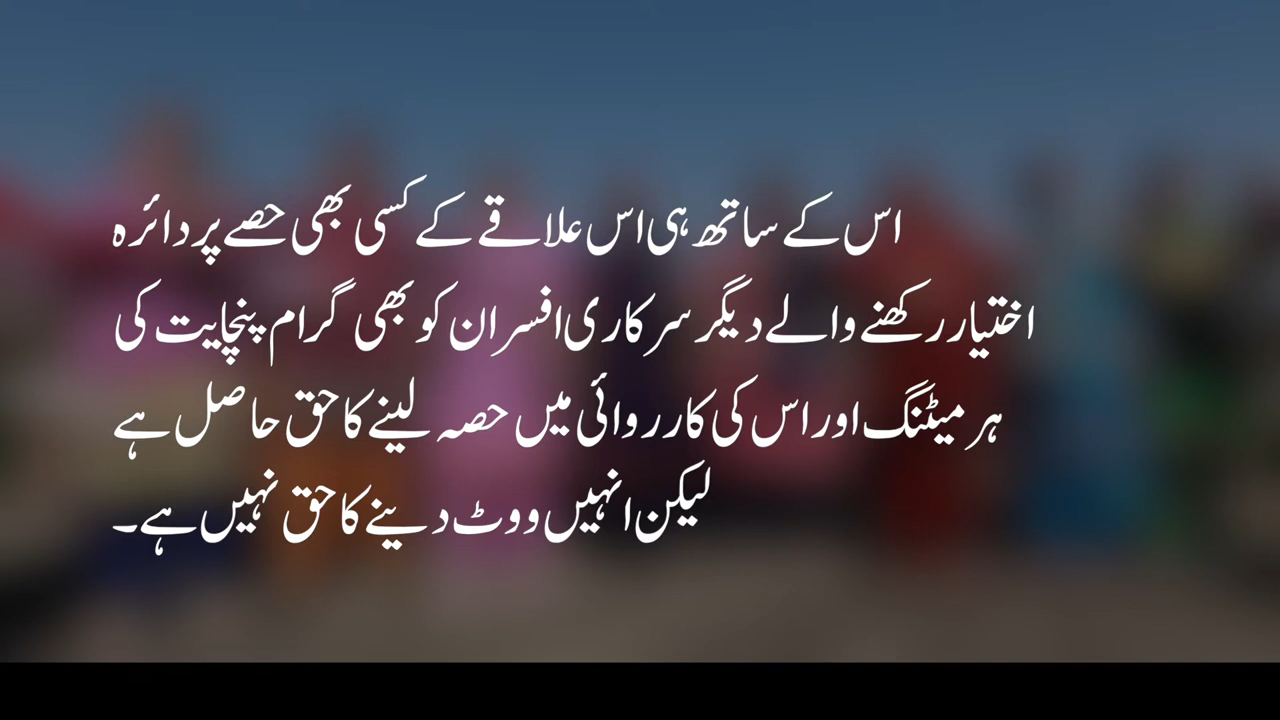 اس کے ساتھ ہی اس علاقے کے کسی بھی حصے پر دائرہ
اختیار رکھنے والے دیگر سرکاری افسران کو بھی گرام پنچایت کی
ہر میٹنگ اور اس کی کارروائی میں حصہ لینے کا حق حاصل ہے
لیکن انہیں ووٹ دینے کا حق نہیں ہے۔